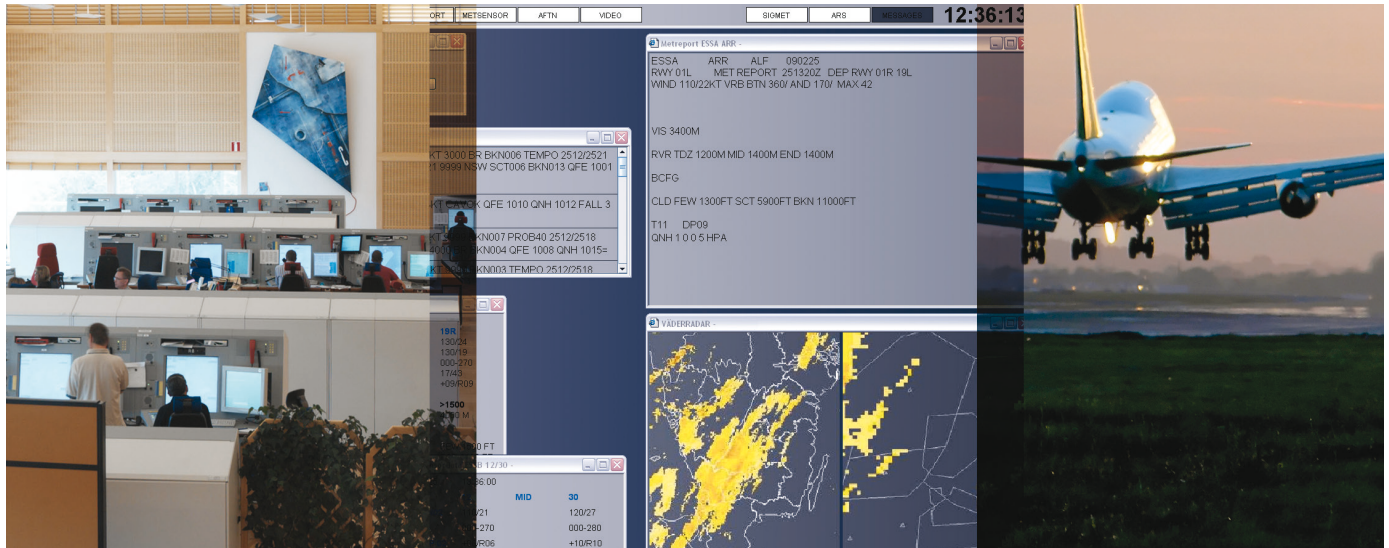 METSENSOR AFTN VIDEO SIGMET ARS MESSAGES 12:36:13
Metreport ESSA ARR -
ESSA ARR ALF 090225
RWY 01L MET REPORT 251320Z DEP RWY 01R 19L
WIND 110/22KT VRB BTN 360/ AND 170/ MAX 42
VIS 3400M
RVR TDZ 1200M MID 1400M END 1400M
BCFG
CLD FEW 1300FT SCT 5900FT BKN 11000FT
T11 DP09
QNH 1 0 0 5 HPA
3000 BR BKN006 TEMPO 2512/2521
9999 NSW SCT006 BKN013 QFE 1001
QFE 1010 QNH 1012 FALL 3
BKN007 PROB40 2512/2518
BKN004 QFE 1008 QNH 1015=
BKN003 TEMPO 2512/2518
VÄDERRADAR -
19R
130/24
130/19
000-270
17/43
+09/R09
>1500
FT
12/30 -
MID 30
120/27
000-280
+10/R10